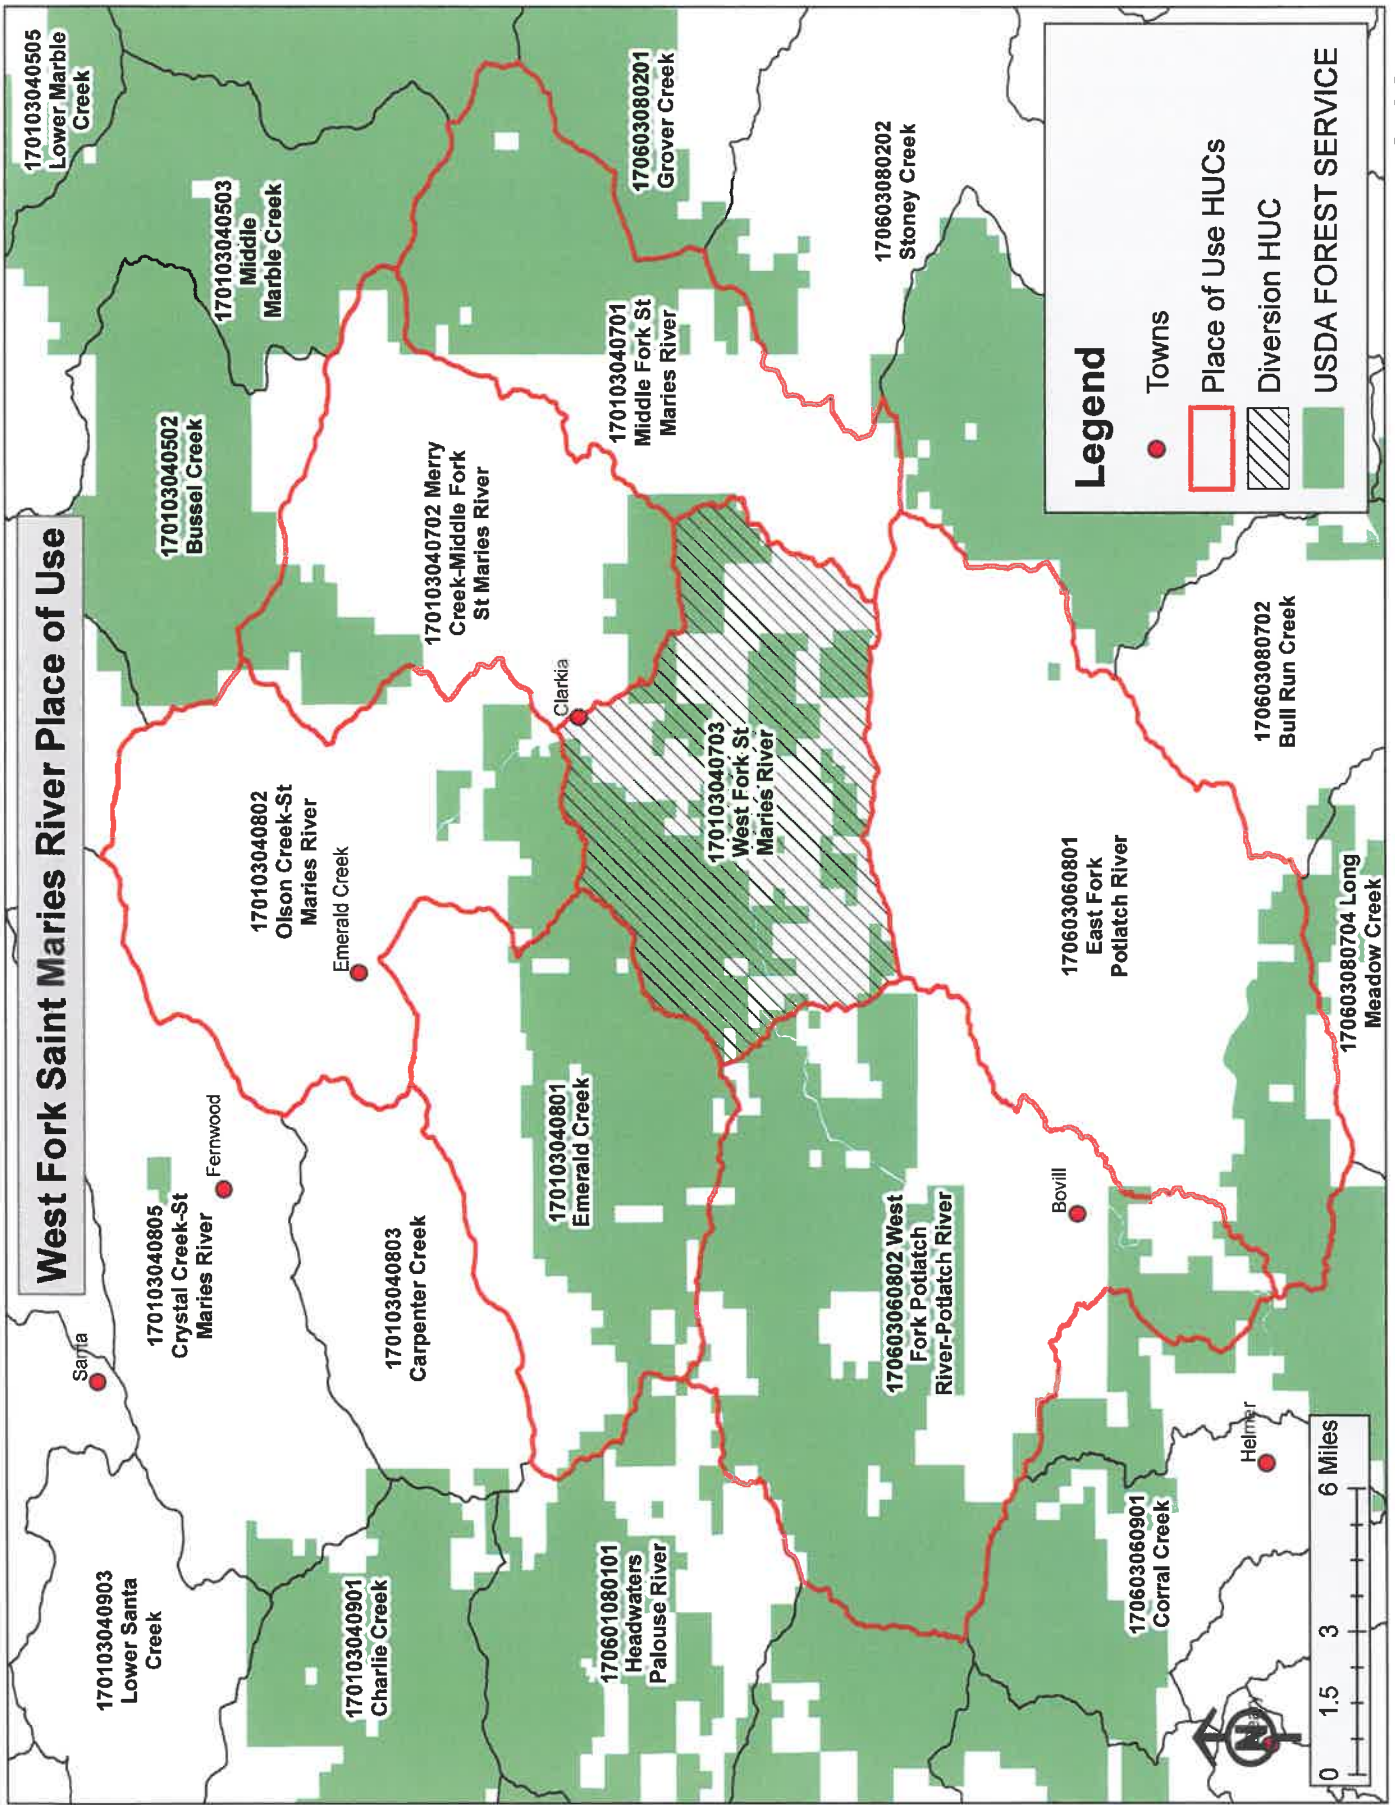 West Fork Saint Maries River Place of Use
170103040903
Lower Santa
Creek
Santa
170103040805
Crystal Creek-St
Maries River
Fernwood
170103040802
Olson Creek-St
Maries River
Emerald Creek
170103040502
Bussel Creek
170103040503
Middle
Marble Creek
170103040505
Lower Marble
Creek
170103040901
Charlie Creek
170103040803
Carpenter Creek
170103040801
Emerald Creek
170103040702 Merry
Creek-Middle Fork
St Maries River
Clarkia
170103040701
Middle Fork St
Maries River
170603080201
Grover Creek
170601080101
Headwaters
Palouse River
170103040703
West Fork St
Maries River
170603060802 West
Fork Potlatch
River-Potlatch River
170603080202
Stoney Creek
Bovill
170603060801
East Fork
Potlatch River
170603060901
Corral Creek
Helmer
170603080702
Bull Run Creek
170603080704 Long
Meadow Creek
N
0 1.5 3 6 Miles
Legend
Towns
Place of Use HUCs
Diversion HUC
USDA FOREST SERVICE